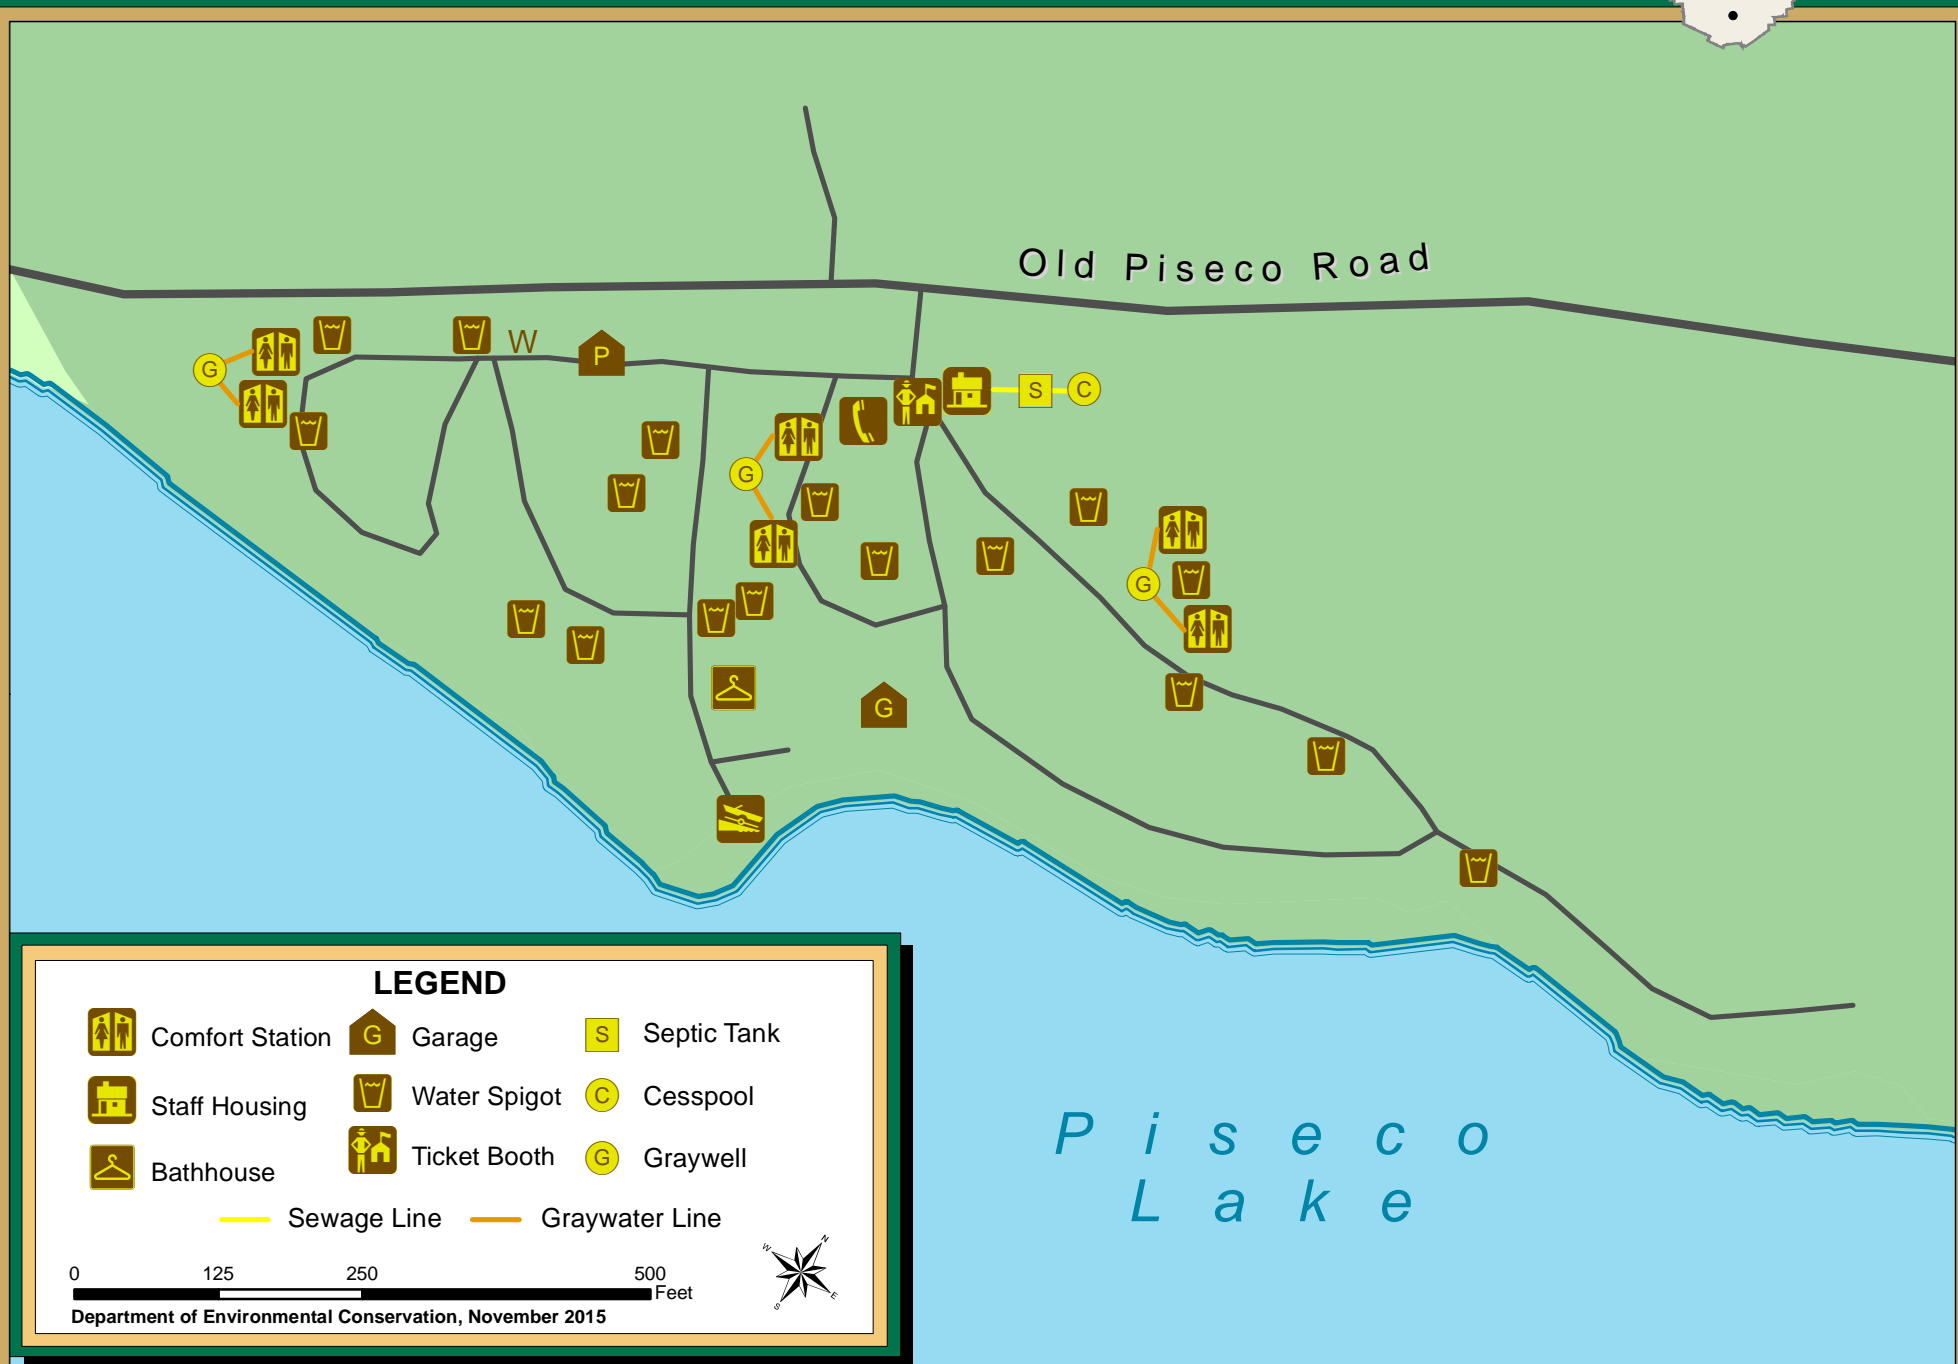 Old Piseco Road
W
P
G
S
C
G
G
G
Piseco
Lake
LEGEND
Comfort Station
G
Garage
S
Septic Tank
Staff Housing
Water Spigot
C
Cesspool
Bathhouse
Ticket Booth
G
Graywell
Sewage Line
Graywater Line
0 125 250 500
Feet
W N
S E
Department of Environmental Conservation, November 2015